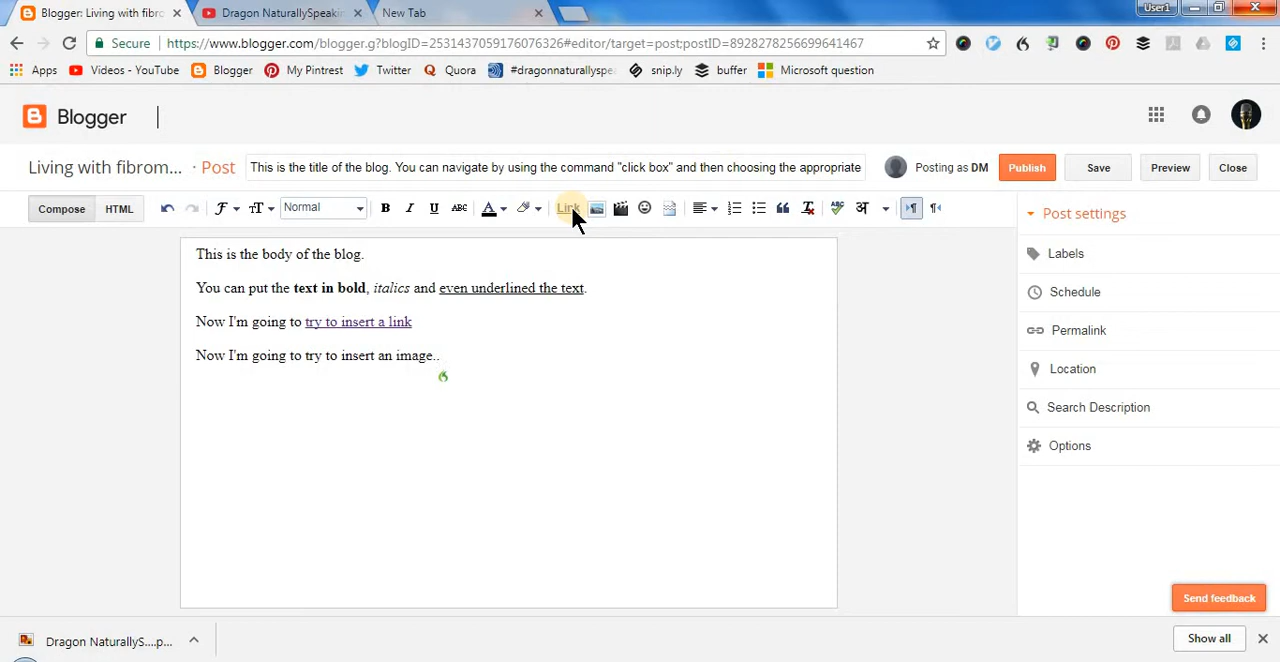 Blogger: Living with fibro
Dragon NaturallySpeakin
New Tab
User1
Secure
https://www.blogger.com/blogger.g?blogID=2531437059176076326#editor/target=post;postID=8928278256699641467
Apps
Videos - YouTube
Blogger
My Pintrest
Twitter
Quora
#dragonnaturallyspea
snip.ly
buffer
Microsoft question
Blogger
Living with fibrom... · Post
This is the title of the blog. You can navigate by using the command "click box" and then choosing the appropriate
Posting as DM
Publish
Save
Preview
Close
Compose
HTML
Normal
B I U ABC A
Link
अ
Post settings
This is the body of the blog.
Labels
You can put the text in bold, italics and even underlined the text.
Schedule
Now I'm going to try to insert a link
Permalink
Now I'm going to try to insert an image..
Location
Search Description
Options
Send feedback
Dragon NaturallyS....p...
Show all